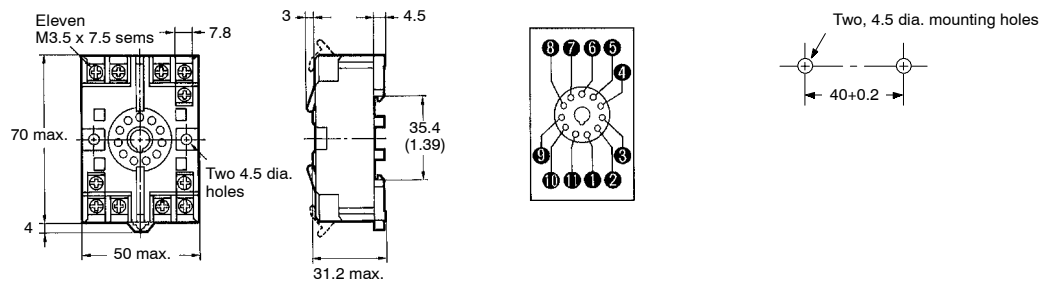 Eleven
M3.5 x 7.5 sems
7.8
70 max.
4
50 max.
Two 4.5 dia.
holes
3
4.5
35.4
(1.39)
31.2 max.
8 7 6 5
4
9 3
10 11 1 2
Two, 4.5 dia. mounting holes
40+0.2